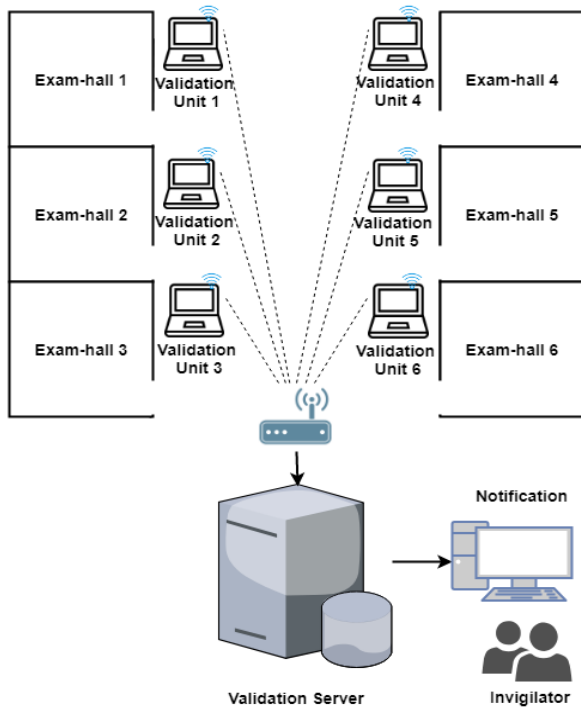 Exam-hall 1
Validation
Unit 1
Validation
Unit 4
Exam-hall 4
Exam-hall 2
Validation
Unit 2
Validation
Unit 5
Exam-hall 5
Exam-hall 3
Validation
Unit 3
Validation
Unit 6
Exam-hall 6
Notification
Validation Server
Invigilator